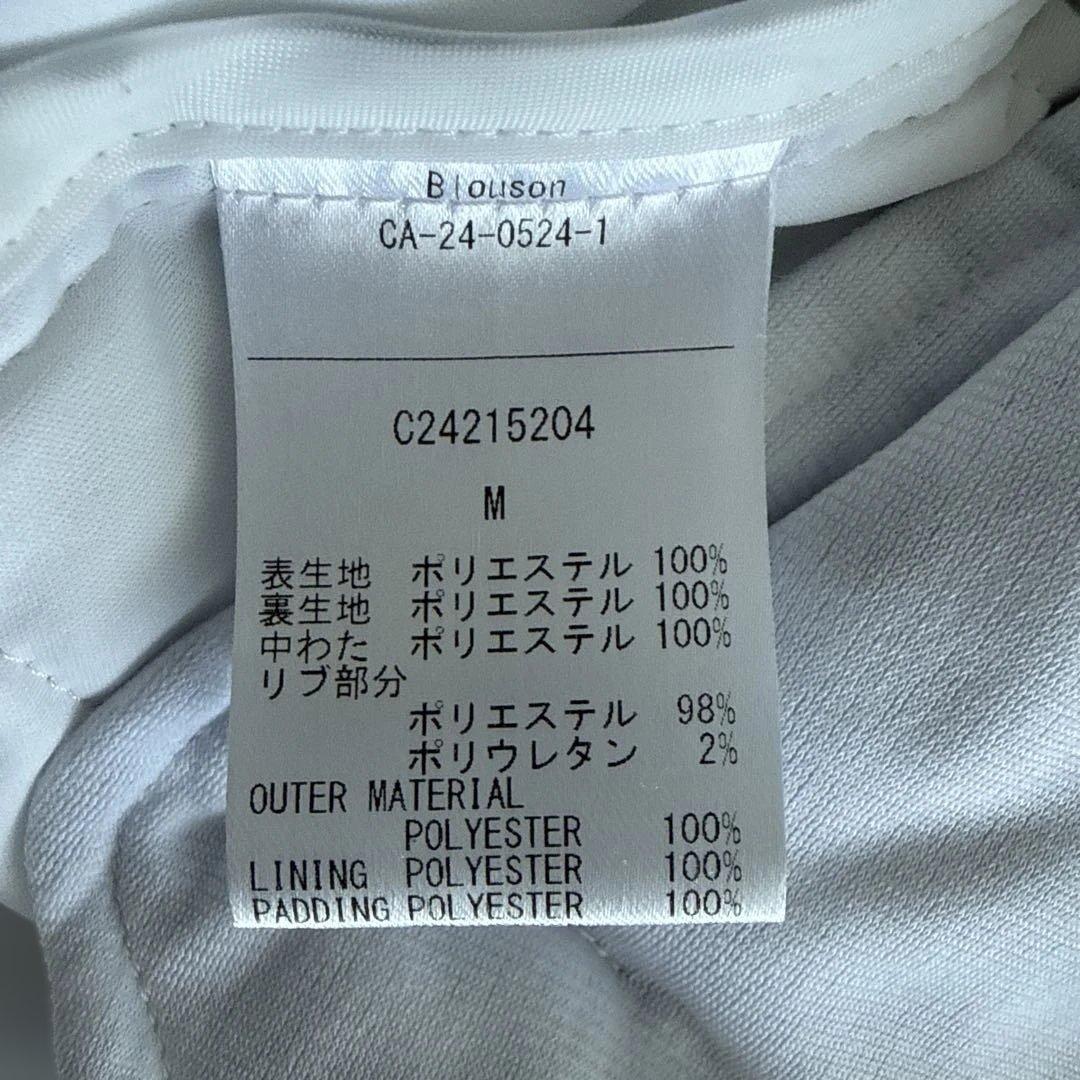 Blouson
CA-24-0524-1
C24215204
M
表生地 ポリエステル 100%
裏生地 ポリエステル 100%
中わた ポリエステル 100%
リブ部分
ポリエステル 98%
ポリウレタン 2%
OUTER MATERIAL
POLYESTER 100%
LINING POLYESTER 100%
PADDING POLYESTER 100%